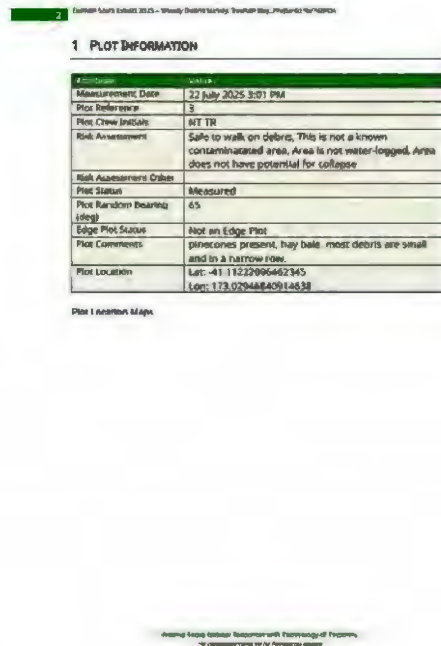 2
1 PLOT INFORMATION
Attribute Value
Measurement Date 22 July 2025 3:01 PM
Plot Reference 3
Plot Crew Initials NT TR
Risk Assessment Safe to walk on debris, This is not a known
contaminatated area, Area is not water-logged, Area
does not have potential for collapse
Risk Assessment Other
Plot Status Measured
Plot Random Bearing 65
(deg)
Edge Plot Status Not an Edge Plot
Plot Comments pinecones present, hay bale. most debris are small
and in a narrow row.
Plot Location Lat: -41.11222096462345
Lon: 173.02946840914638
Plot Location Maps